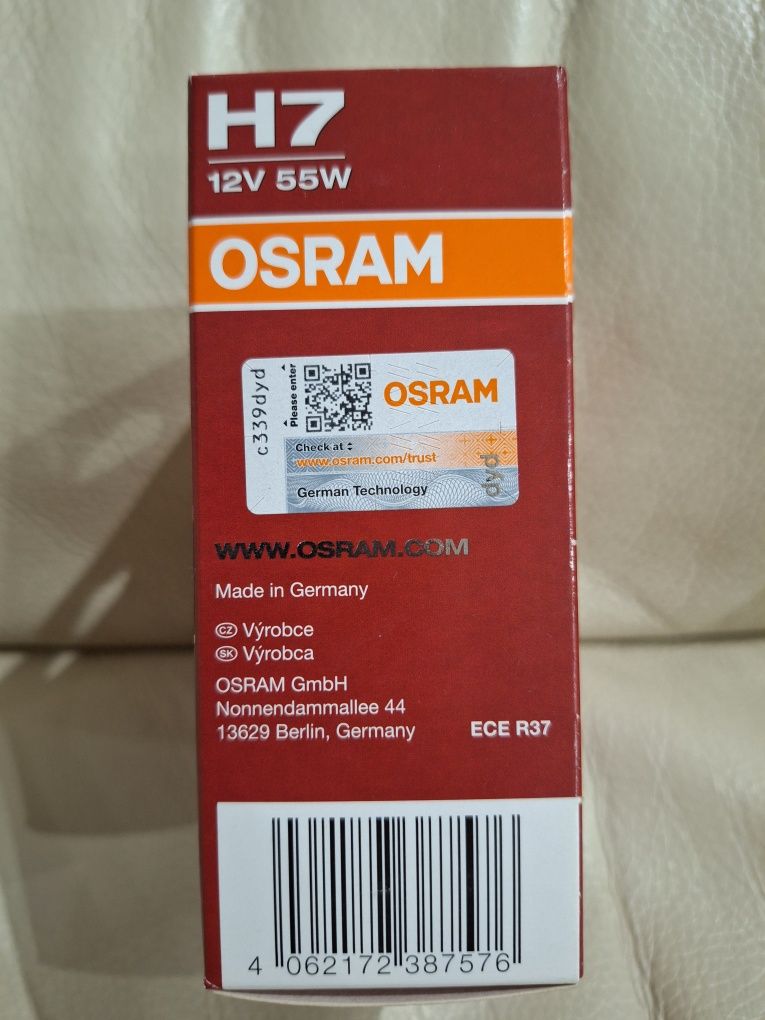 H7
12V 55W
OSRAM
c339dyd
Please enter
OSRAM
Check at
www.osram.com/trust
dyd
German Technology
WWW.OSRAM.COM
Made in Germany
CZ Výrobce
SK Výrobca
OSRAM GmbH
Nonnendammallee 44
13629 Berlin, Germany
ECE R37
4 062172 387576